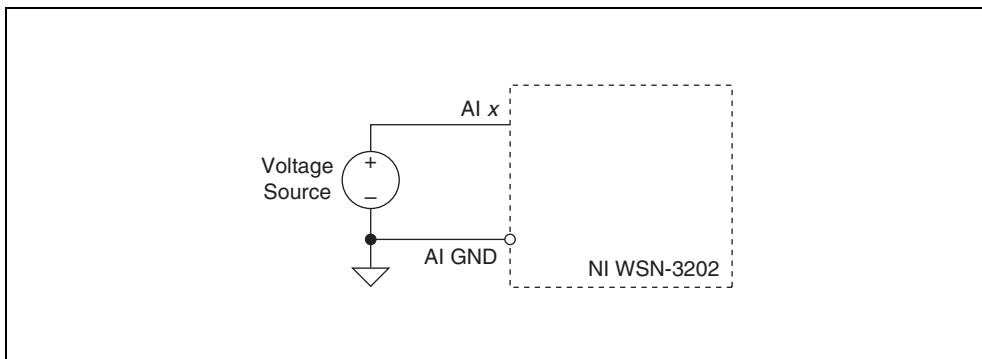 AI x
Voltage
Source
+
–
AI GND
NI WSN-3202